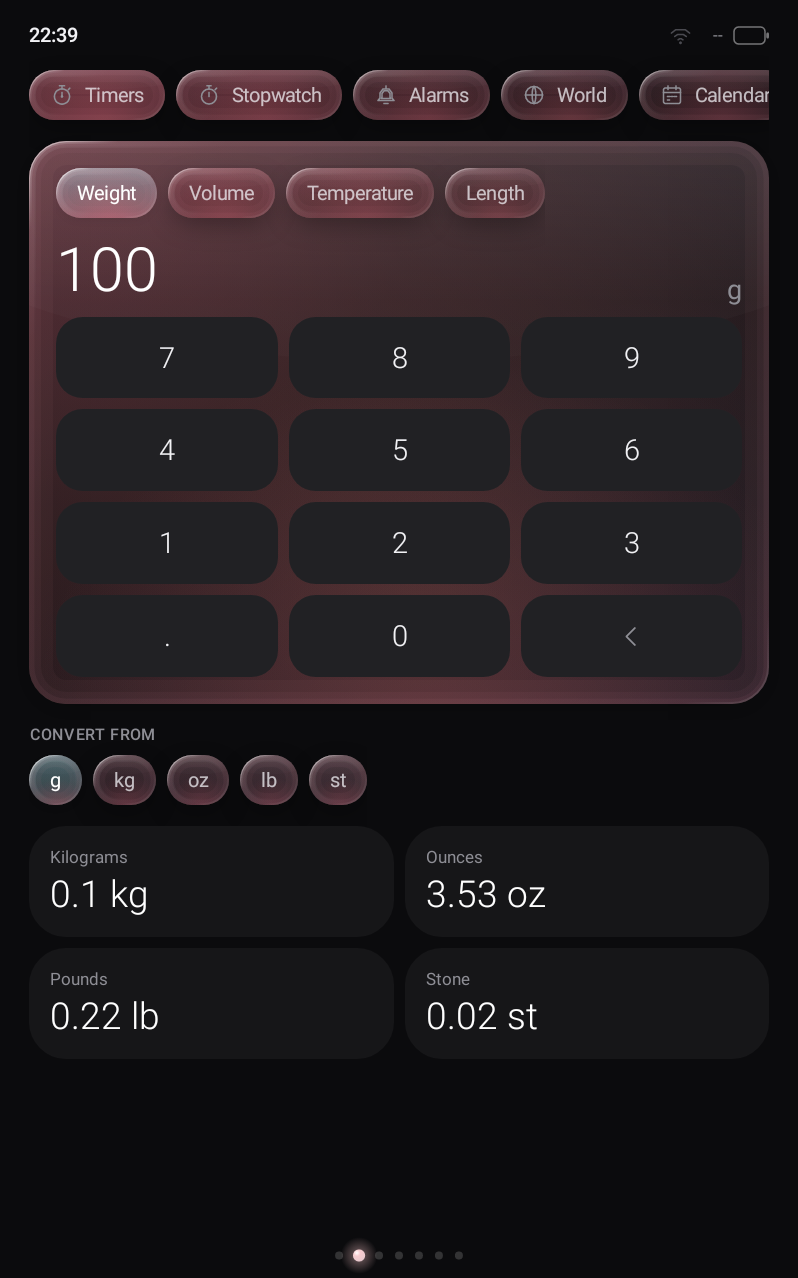 22:39 --
Timers Stopwatch Alarms World Calendar
Weight Volume Temperature Length
100 g
7 8 9
4 5 6
1 2 3
. 0
CONVERT FROM
g kg oz lb st
Kilograms Ounces
0.1 kg 3.53 oz
Pounds Stone
0.22 lb 0.02 st